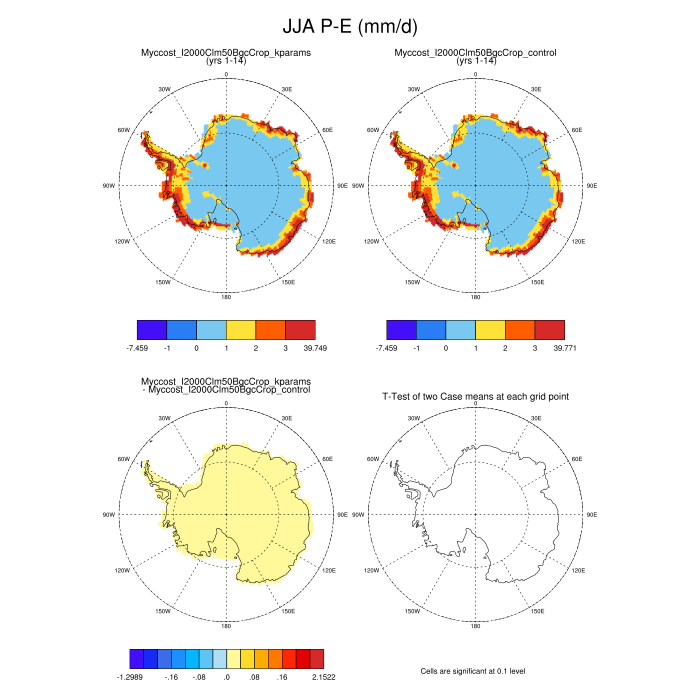 JJA P-E (mm/d)
Myccost_I2000Clm50BgcCrop_kparams
(yrs 1-14)
Myccost_I2000Clm50BgcCrop_control
(yrs 1-14)
0
30E
60E
90E
120E
150E
180
150W
120W
90W
60W
30W
0
30E
60E
90E
120E
150E
180
150W
120W
90W
60W
30W
-7.459 -1 0 1 2 3 39.749
-7.459 -1 0 1 2 3 39.771
Myccost_I2000Clm50BgcCrop_kparams
- Myccost_I2000Clm50BgcCrop_control
T-Test of two Case means at each grid point
0
30E
60E
90E
120E
150E
180
150W
120W
90W
60W
30W
0
30E
60E
90E
120E
150E
180
150W
120W
90W
60W
30W
-1.2989 -.16 -.08 .0 .08 .16 2.1522
Cells are significant at 0.1 level